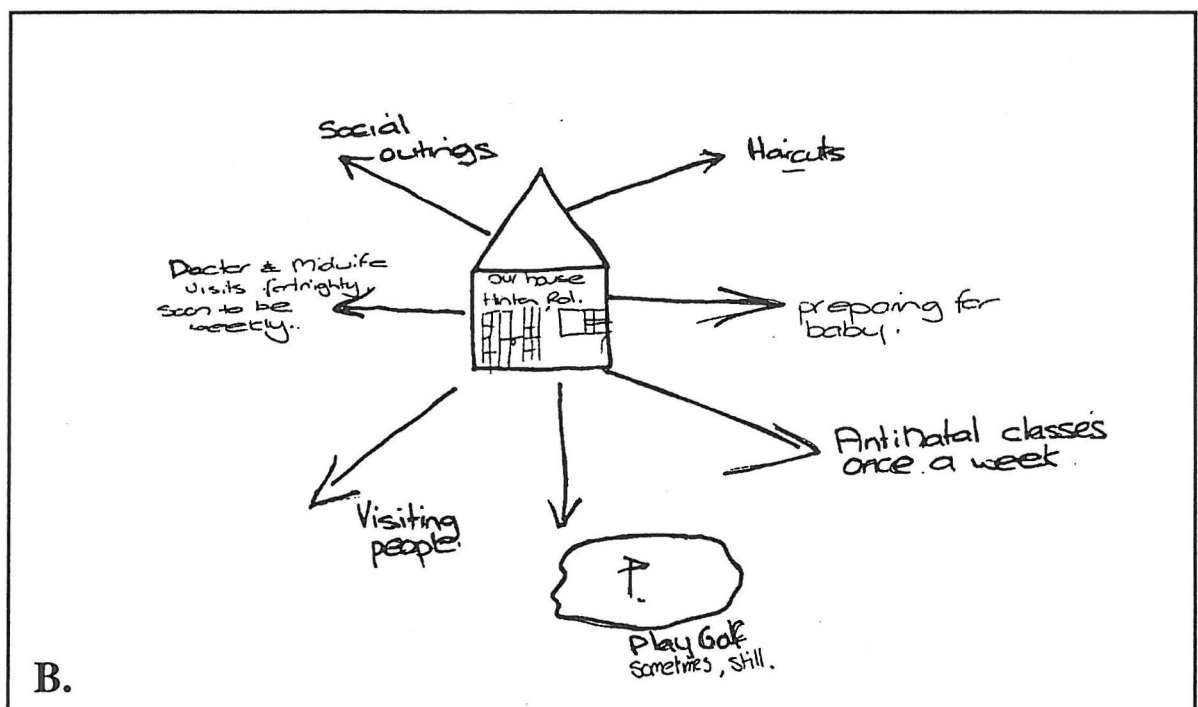 Social
outings
Haircuts
Doctor & Midwife
visits fortnighty
soon to be
weekly..
our house
Hinton Rd.
preparing for
baby.
AntiNatal classes
once a week.
Visiting
people.
P.
Play Golf
sometimes, still.
B.